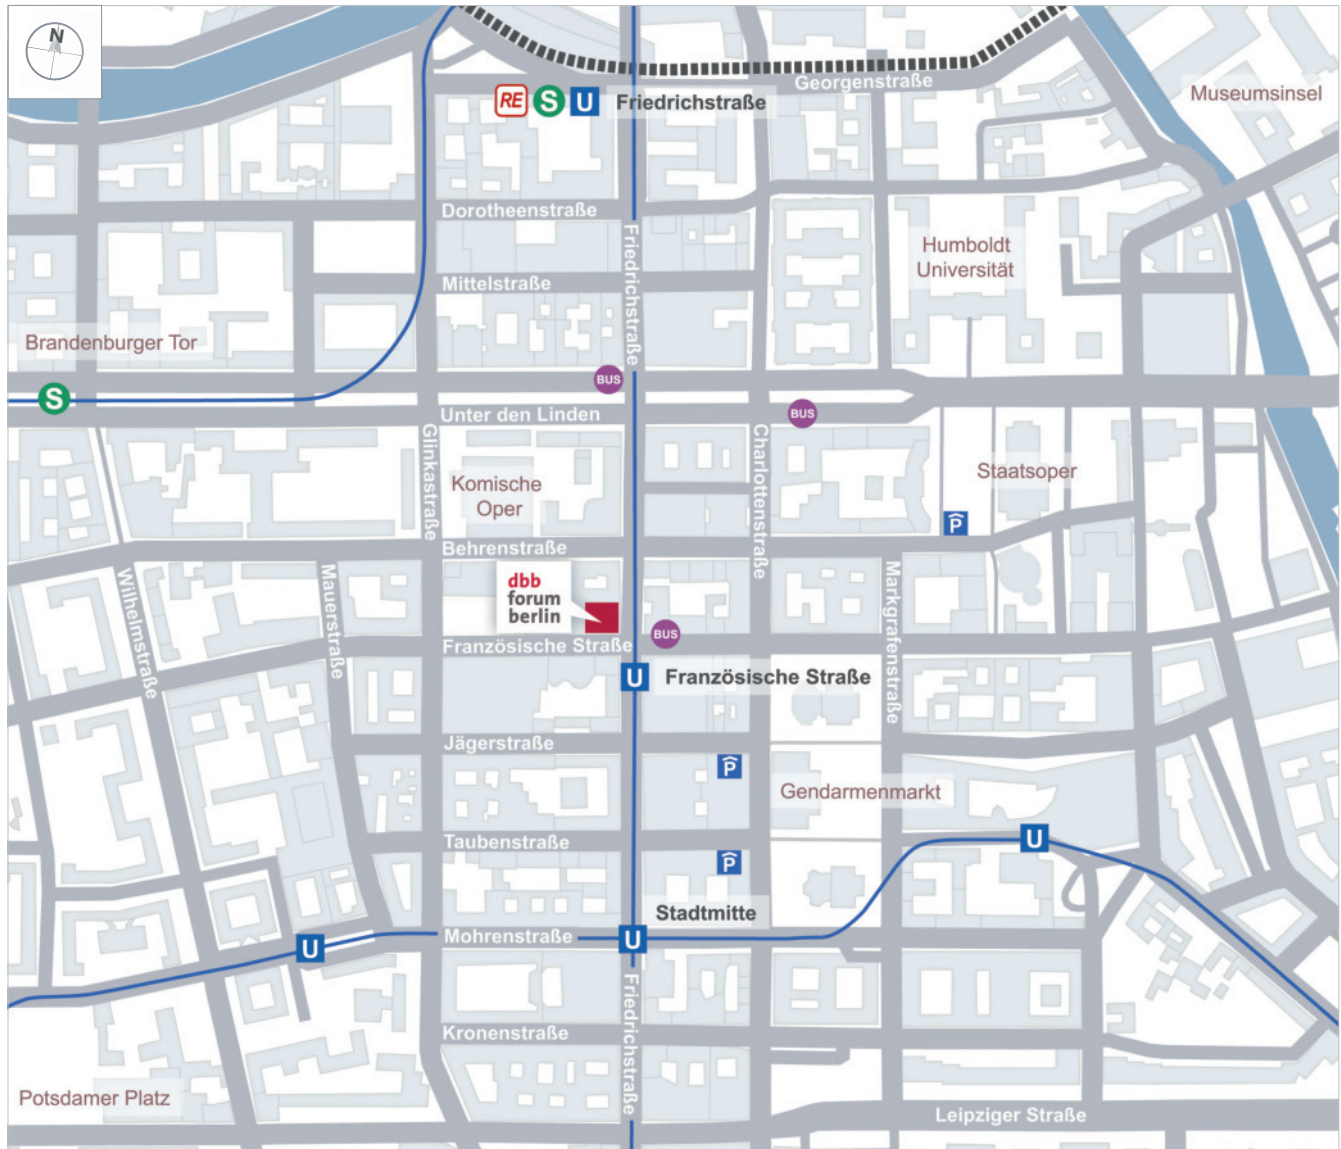 N
Georgenstraße
Museumsinsel
RE
S
U
Friedrichstraße
Dorotheenstraße
Friedrichstraße
Humboldt
Universität
Mittelstraße
Brandenburger Tor
BUS
S
Unter den Linden
BUS
Glinkastraße
Charlottenstraße
Komische
Oper
Staatsoper
P
Behrenstraße
Wilhelmstraße
Mauerstraße
Markgrafenstraße
dbb
forum
berlin
BUS
Französische Straße
U
Französische Straße
Jägerstraße
P
Gendarmenmarkt
Taubenstraße
U
P
Stadtmitte
Mohrenstraße
U
U
Friedrichstraße
Kronenstraße
Potsdamer Platz
Leipziger Straße